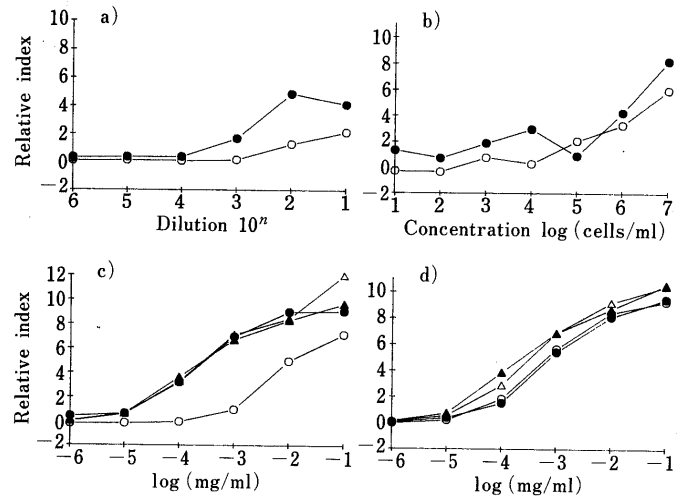 a)
Relative index
10
8
6
4
2
0
−2
6 5 4 3 2 1
Dilution 10ⁿ
b)
10
8
6
4
2
0
−2
1 2 3 4 5 6 7
Concentration log (cells/ml)
c)
Relative index
12
10
8
6
4
2
0
−2
−6 −5 −4 −3 −2 −1
log (mg/ml)
d)
10
8
6
4
2
0
−2
−6 −5 −4 −3 −2 −1
log (mg/ml)